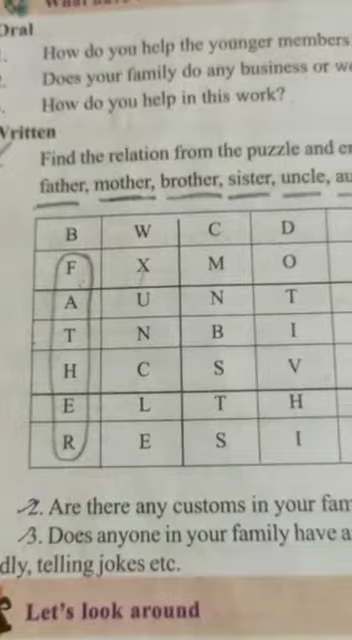 Oral
How do you help the younger members
2. Does your family do any business or
How do you help in this work?
Written
Find the relation from the puzzle and
father, mother, brother, sister, uncle,
B W C D
F X M O
A U N T
T N B I
H C S V
E L T H
R E S I
2. Are there any customs in your
3. Does anyone in your family have a
dly, telling jokes etc.
Let's look around